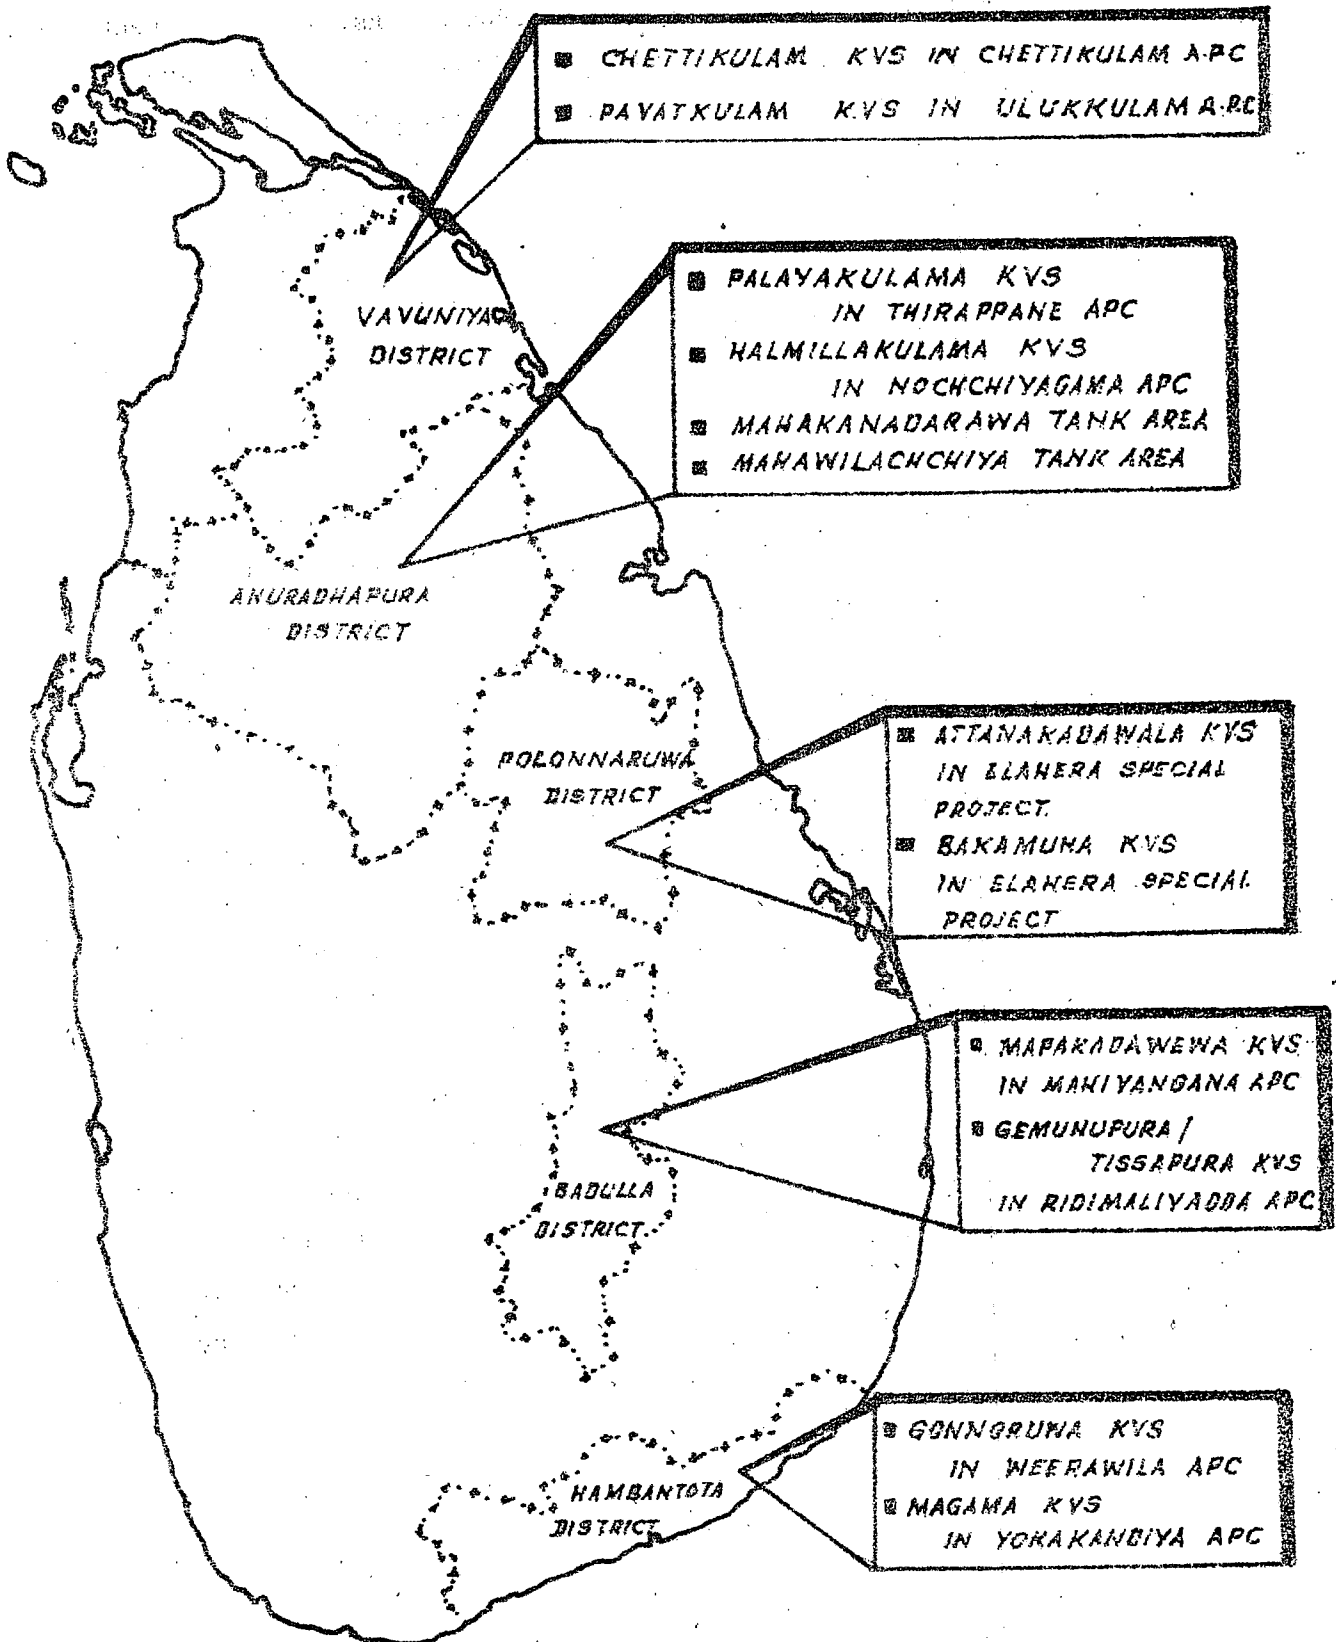 ■ CHETTIKULAM KVS IN CHETTIKULAM A.P.C
■ PAVATKULAM KVS IN ULUKKULAM A.P.C
VAVUNIYA
DISTRICT
■ PALAYAKULAMA KVS
IN THIRAPPANE APC
■ HALMILLAKULAMA KVS
IN NOCHCHIYAGAMA APC
■ MAHAKANADARAWA TANK AREA
■ MAHAWILACHCHIYA TANK AREA
ANURADHAPURA
DISTRICT
POLONNARUWA
DISTRICT
■ ATTANAKADAWALA KVS
IN ELAHERA SPECIAL
PROJECT.
■ BAKAMUNA KVS
IN ELAHERA SPECIAL
PROJECT
■ MAPAKADAWEWA KVS
IN MAHIYANGANA APC
■ GEMUNUPURA /
TISSAPURA KVS
IN RIDIMALIYADDA APC
BADULLA
DISTRICT.
■ GONNORUWA KVS
IN WEERAWILA APC
■ MAGAMA KVS
IN YOKAKANDIYA APC
HAMBANTOTA
DISTRICT